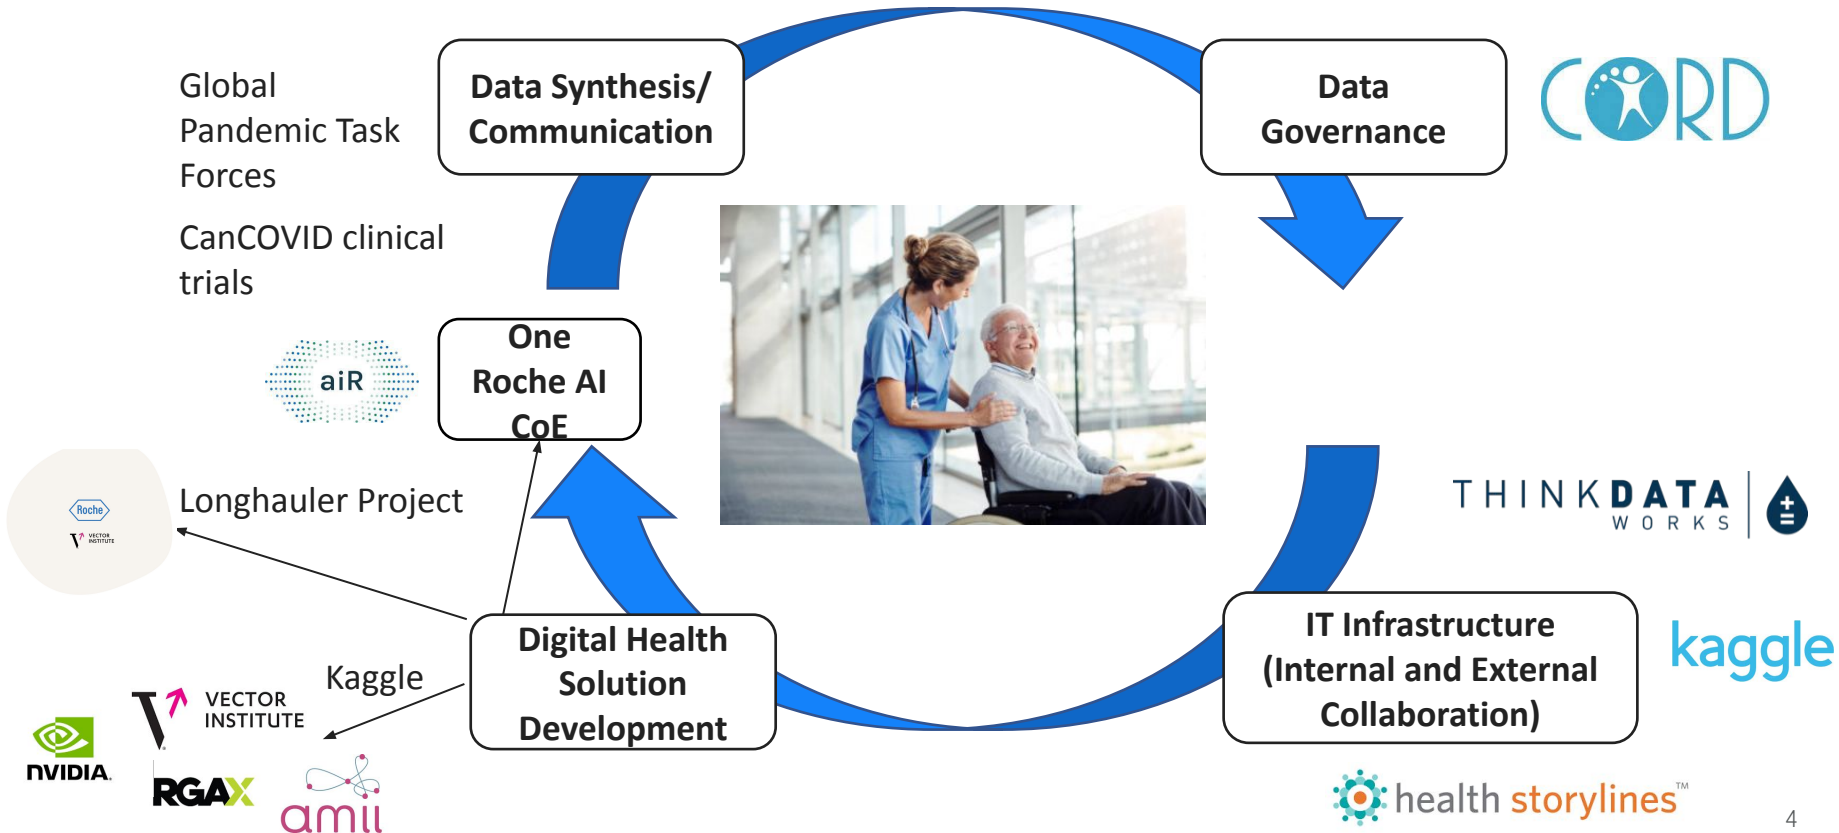 Global
Pandemic Task
Forces
CanCOVID clinical
trials
Data Synthesis/
Communication
Data
Governance
CORD
aiR
One
Roche AI
CoE
Roche
VECTOR
INSTITUTE
Longhauler Project
THINKDATA
WORKS
Digital Health
Solution
Development
IT Infrastructure
(Internal and External
Collaboration)
kaggle
Kaggle
VECTOR
INSTITUTE
NVIDIA.
RGAX
amii
health storylines™
4